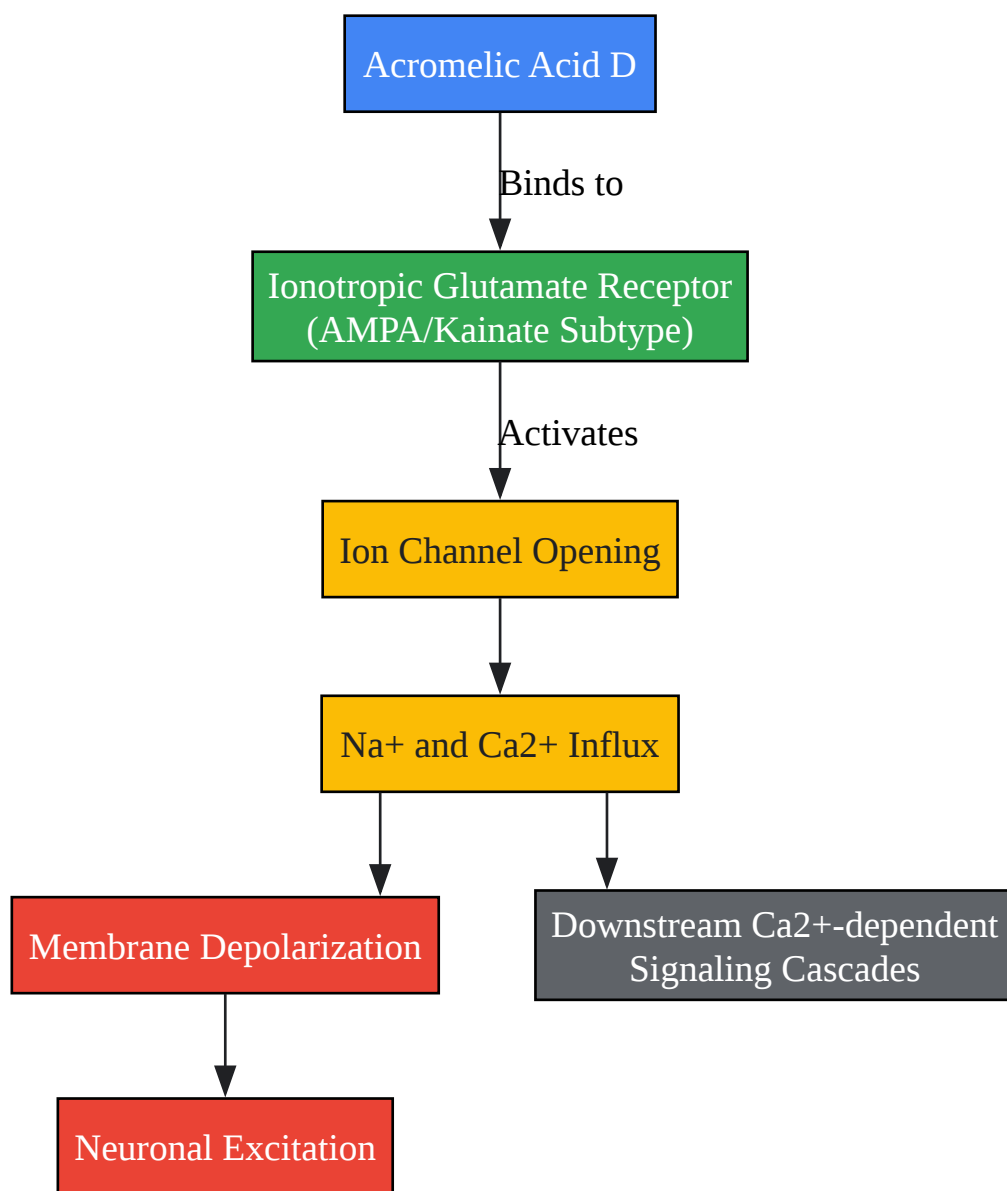 Acromelic Acid D
Binds to
Ionotropic Glutamate Receptor
(AMPA/Kainate Subtype)
Activates
Ion Channel Opening
Na+ and Ca2+ Influx
Membrane Depolarization
Downstream Ca2+-dependent
Signaling Cascades
Neuronal Excitation